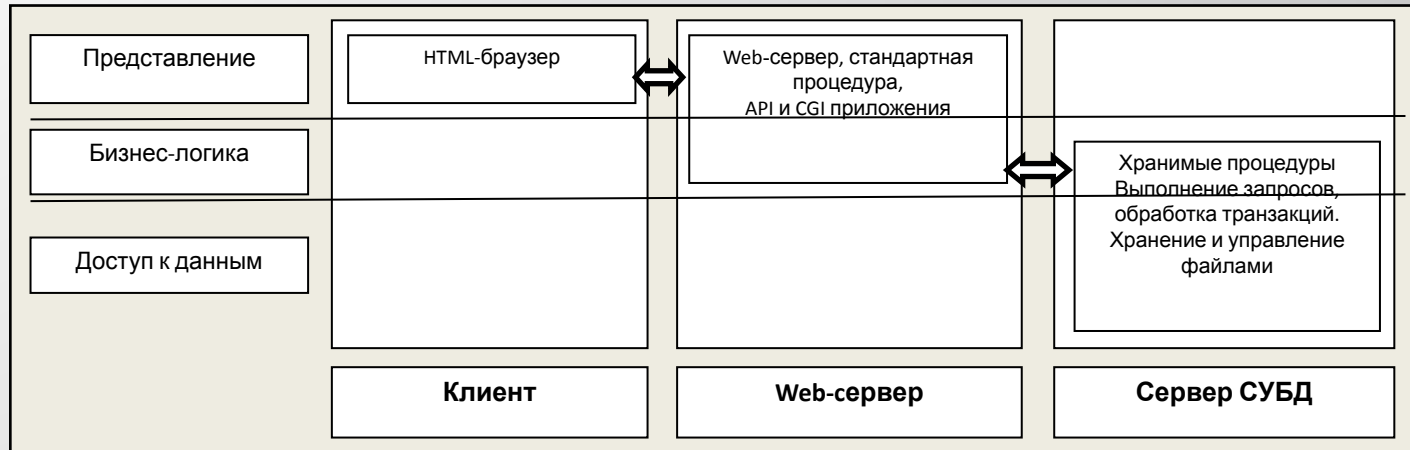 Представление
Бизнес-логика
Доступ к данным
HTML-браузер
Web-сервер, стандартная
процедура,
API и CGI приложения
Хранимые процедуры
Выполнение запросов,
обработка транзакций.
Хранение и управление
файлами
Клиент
Web-сервер
Сервер СУБД